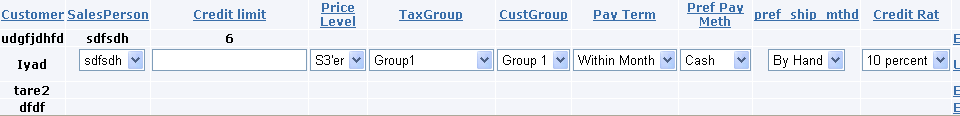 Customer SalesPerson Credit limit Price Level TaxGroup CustGroup Pay Term Pref Pay Meth pref_ship_mthd Credit Rat
udgfjdhfd sdfsdh 6 E
Iyad sdfsdh S3'er Group1 Group 1 Within Month Cash By Hand 10 percent U
tare2 E
dfdf E